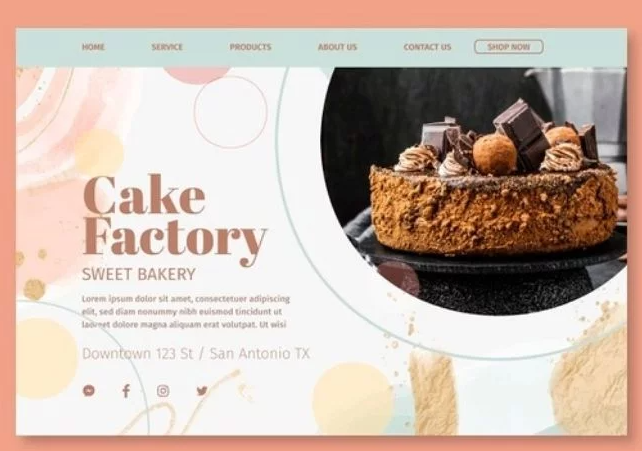 HOME SERVICE PRODUCTS ABOUT US CONTACT US SHOP NOW
Cake
Factory
SWEET BAKERY
Lorem ipsum dolor sit amet, consectetuer adipiscing
elit, sed diam nonummy nibh euismod tincidunt ut
laoreet dolore magna aliquam erat volutpat. Ut wisi
Downtown 123 St / San Antonio TX